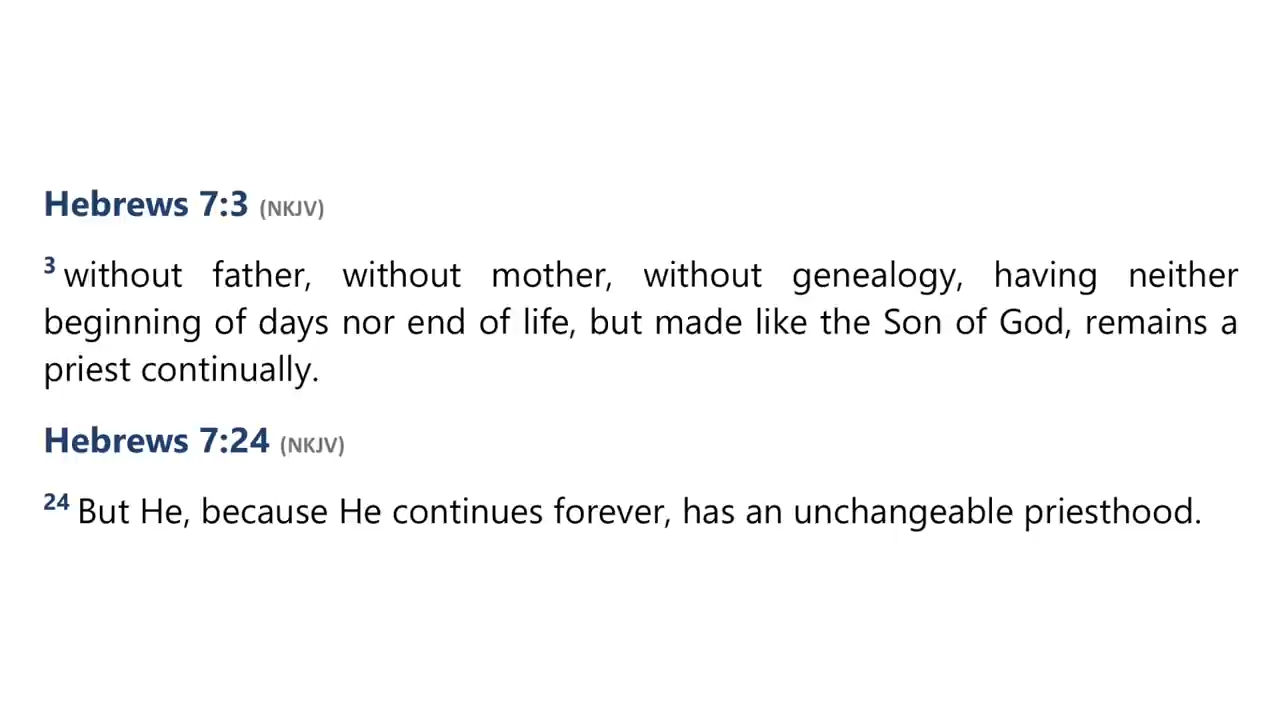 Hebrews 7:3 (NKJV)
3 without father, without mother, without genealogy, having neither
beginning of days nor end of life, but made like the Son of God, remains a
priest continually.
Hebrews 7:24 (NKJV)
24 But He, because He continues forever, has an unchangeable priesthood.